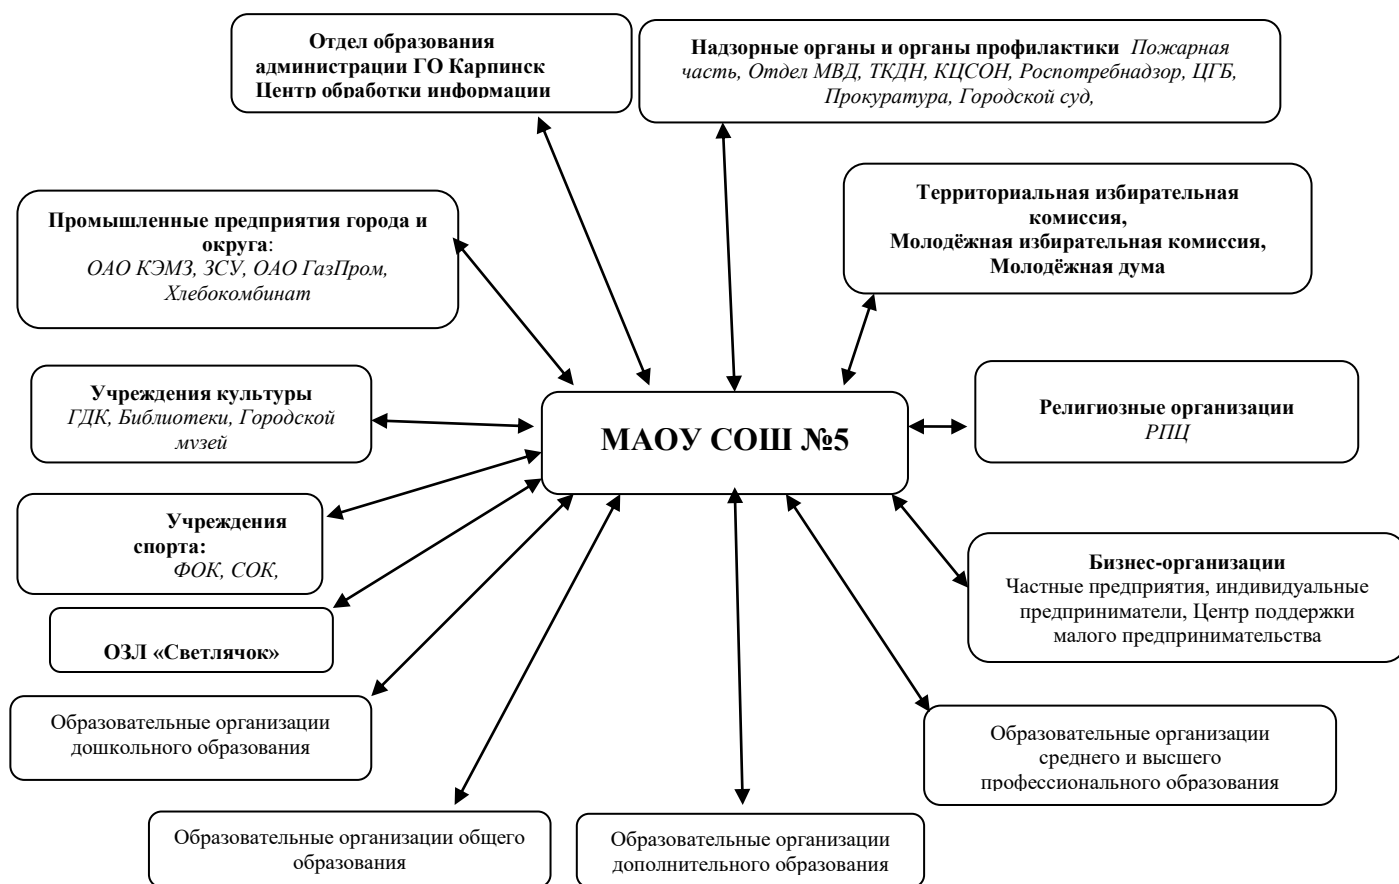 Отдел образования
администрации ГО Карпинск
Центр обработки информации
Надзорные органы и органы профилактики Пожарная
часть, Отдел МВД, ТКДН, КЦСОН, Роспотребнадзор, ЦГБ,
Прокуратура, Городской суд,
Территориальная избирательная
комиссия,
Молодёжная избирательная комиссия,
Молодёжная дума
Промышленные предприятия города и
округа:
ОАО КЭМЗ, ЗСУ, ОАО ГазПром,
Хлебокомбинат
Учреждения культуры
ГДК, Библиотеки, Городской
музей
МАОУ СОШ №5
Религиозные организации
РПЦ
Учреждения
спорта:
ФОК, СОК,
Бизнес-организации
Частные предприятия, индивидуальные
предприниматели, Центр поддержки
малого предпринимательства
ОЗЛ «Светлячок»
Образовательные организации
дошкольного образования
Образовательные организации
среднего и высшего
профессионального образования
Образовательные организации общего
образования
Образовательные организации
дополнительного образования